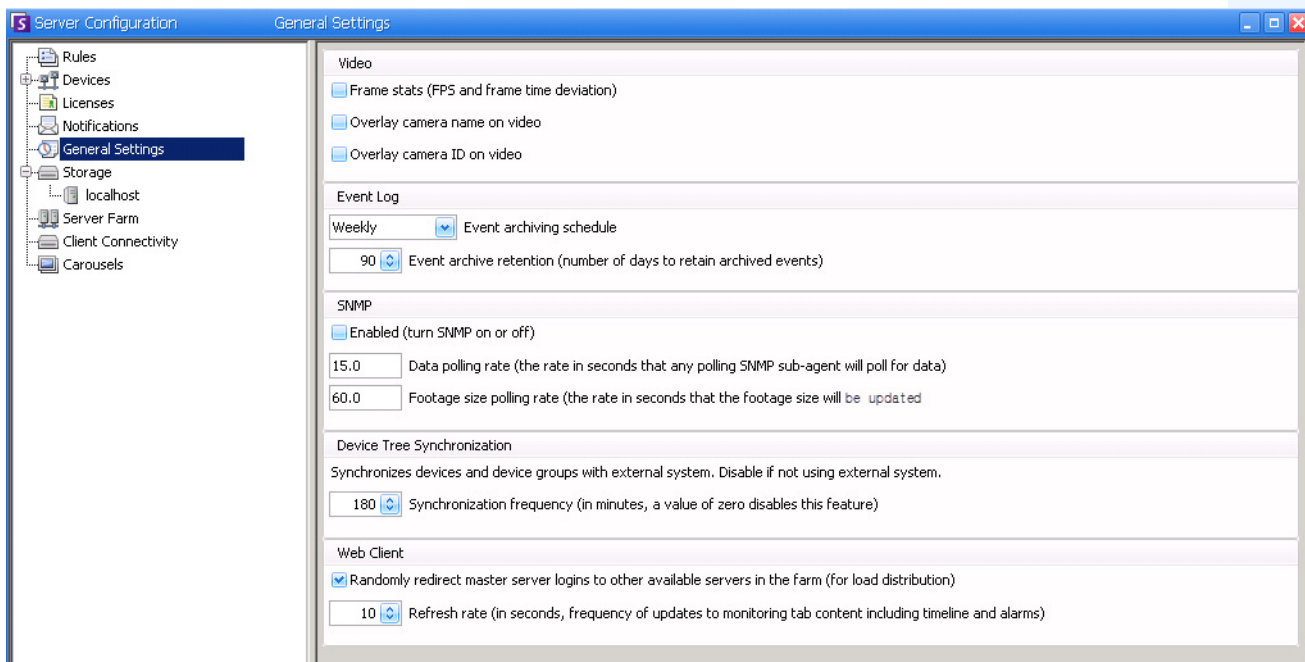 Server Configuration General Settings
Rules
Devices
Licenses
Notifications
General Settings
Storage
localhost
Server Farm
Client Connectivity
Carousels
Video
Frame stats (FPS and frame time deviation)
Overlay camera name on video
Overlay camera ID on video
Event Log
Weekly Event archiving schedule
90 Event archive retention (number of days to retain archived events)
SNMP
Enabled (turn SNMP on or off)
15.0 Data polling rate (the rate in seconds that any polling SNMP sub-agent will poll for data)
60.0 Footage size polling rate (the rate in seconds that the footage size will be updated
Device Tree Synchronization
Synchronizes devices and device groups with external system. Disable if not using external system.
180 Synchronization frequency (in minutes, a value of zero disables this feature)
Web Client
Randomly redirect master server logins to other available servers in the farm (for load distribution)
10 Refresh rate (in seconds, frequency of updates to monitoring tab content including timeline and alarms)